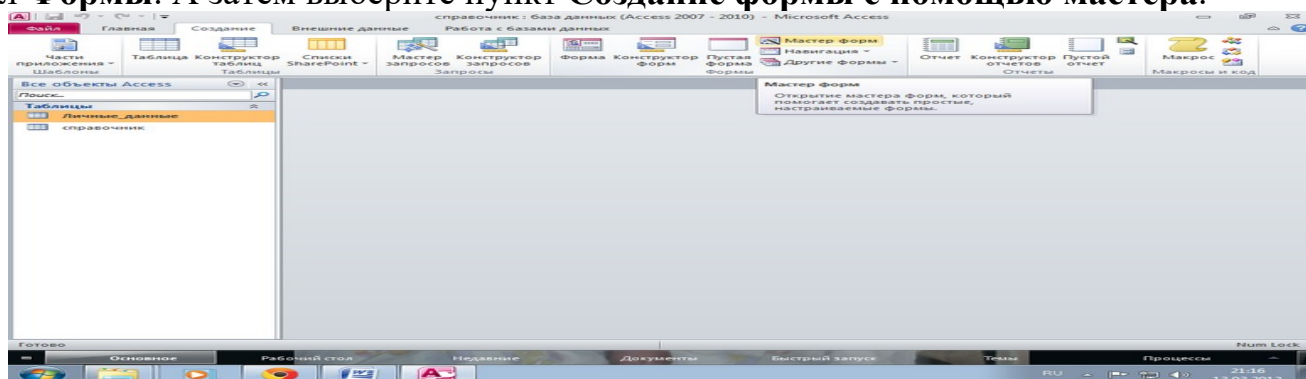 Формы. А затем выберите пункт Создание формы с помощью мастера.
справочник : база данных (Access 2007 - 2010) - Microsoft Access
Файл Главная Создание Внешние данные Работа с базами данных
Части приложения Таблица Конструктор таблиц Списки SharePoint Мастер запросов Конструктор запросов Форма Конструктор форм Пустая форма Мастер форм Навигация Другие формы Отчет Конструктор отчетов Пустой отчет Макрос
Шаблоны Таблицы Запросы Формы Отчеты Макросы и код
Все объекты Access
Поиск...
Таблицы
Личные_данные
справочник
Мастер форм
Открытие мастера форм, который
помогает создавать простые,
настраиваемые формы.
Готово
Num Lock
Основное Рабочий стол Недавние Документы Быстрый запуск Темы Процессы
RU 21:16